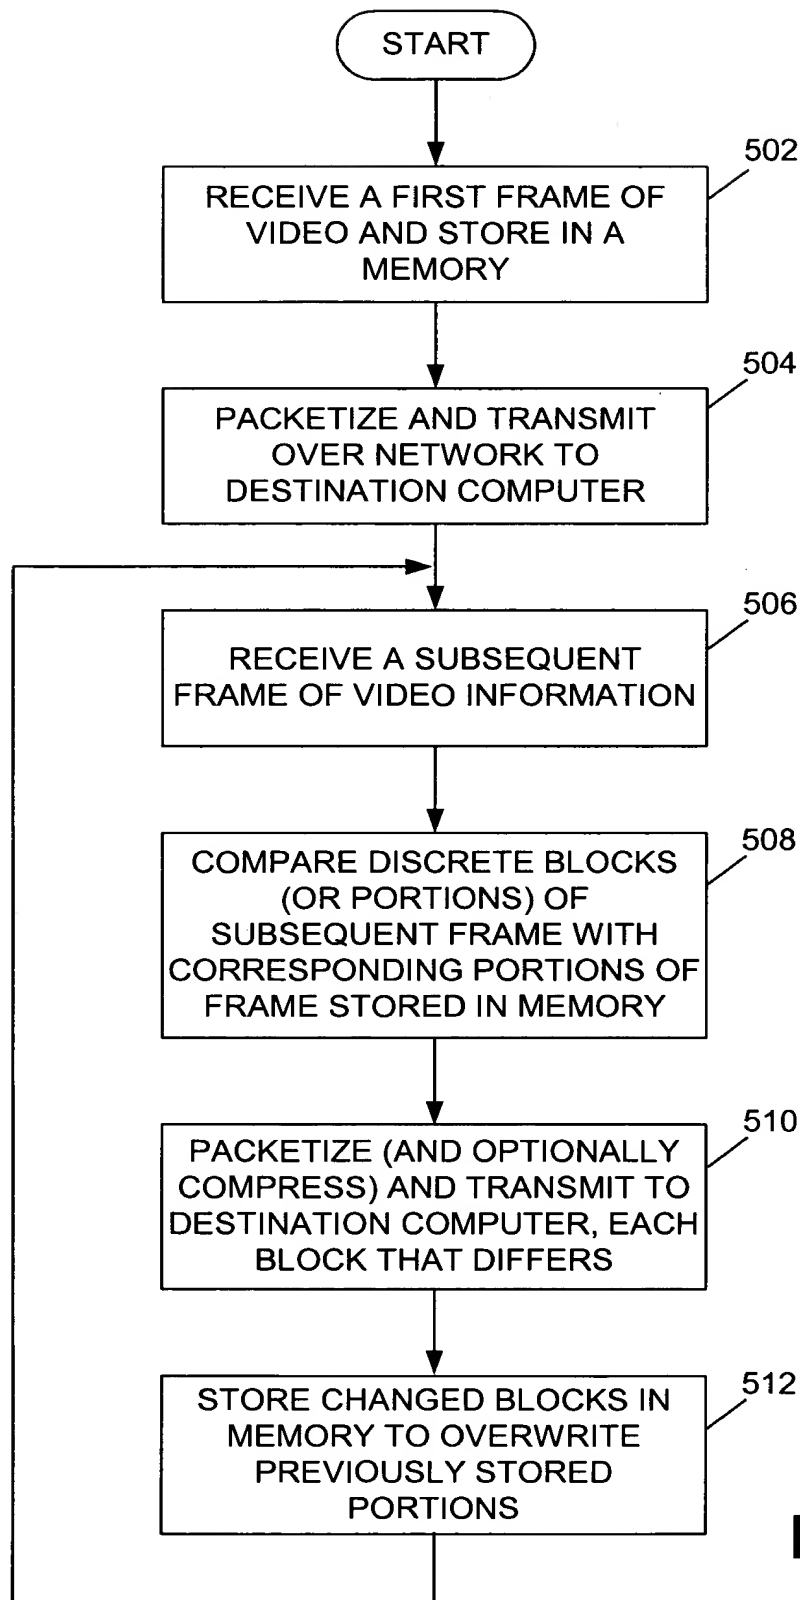 START
502
RECEIVE A FIRST FRAME OF
VIDEO AND STORE IN A
MEMORY
504
PACKETIZE AND TRANSMIT
OVER NETWORK TO
DESTINATION COMPUTER
506
RECEIVE A SUBSEQUENT
FRAME OF VIDEO INFORMATION
508
COMPARE DISCRETE BLOCKS
(OR PORTIONS) OF
SUBSEQUENT FRAME WITH
CORRESPONDING PORTIONS OF
FRAME STORED IN MEMORY
510
PACKETIZE (AND OPTIONALLY
COMPRESS) AND TRANSMIT TO
DESTINATION COMPUTER, EACH
BLOCK THAT DIFFERS
512
STORE CHANGED BLOCKS IN
MEMORY TO OVERWRITE
PREVIOUSLY STORED
PORTIONS